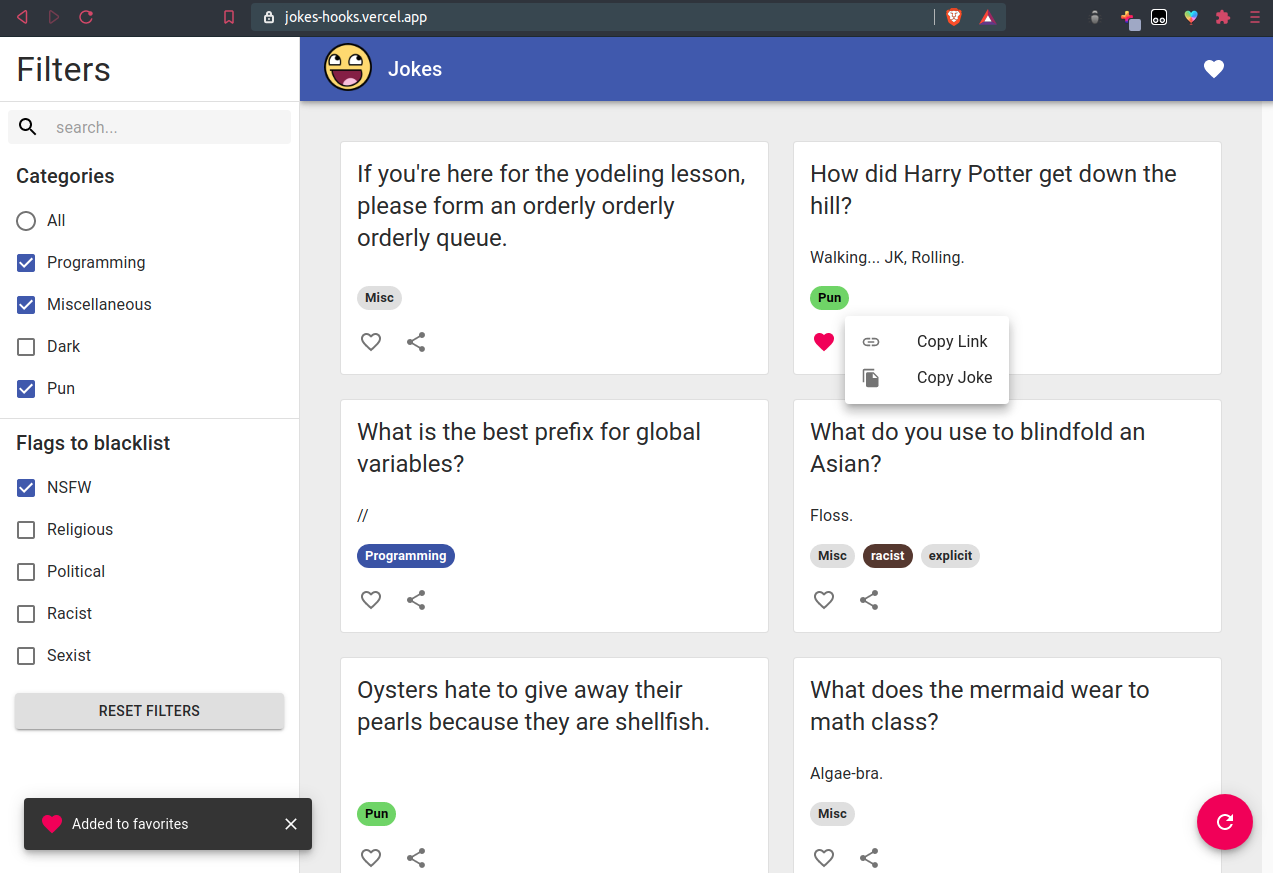 jokes-hooks.vercel.app
Filters
Jokes
search...
Categories
All
Programming
Miscellaneous
Dark
Pun
Flags to blacklist
NSFW
Religious
Political
Racist
Sexist
RESET FILTERS
Added to favorites
If you're here for the yodeling lesson,
please form an orderly orderly
orderly queue.
Misc
How did Harry Potter get down the
hill?
Walking... JK, Rolling.
Pun
Copy Link
Copy Joke
What is the best prefix for global
variables?
//
Programming
What do you use to blindfold an
Asian?
Floss.
Misc racist explicit
Oysters hate to give away their
pearls because they are shellfish.
Pun
What does the mermaid wear to
math class?
Algae-bra.
Misc